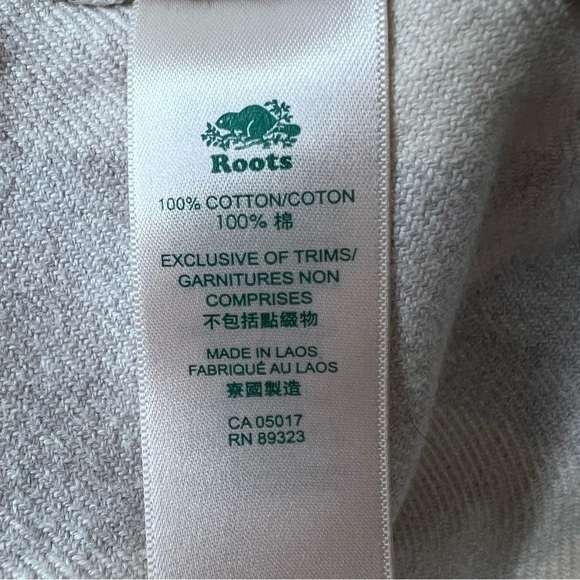 Roots
100% COTTON/COTON
100% 棉
EXCLUSIVE OF TRIMS/
GARNITURES NON
COMPRISES
不包括點綴物
MADE IN LAOS
FABRIQUÉ AU LAOS
寮國製造
CA 05017
RN 89323